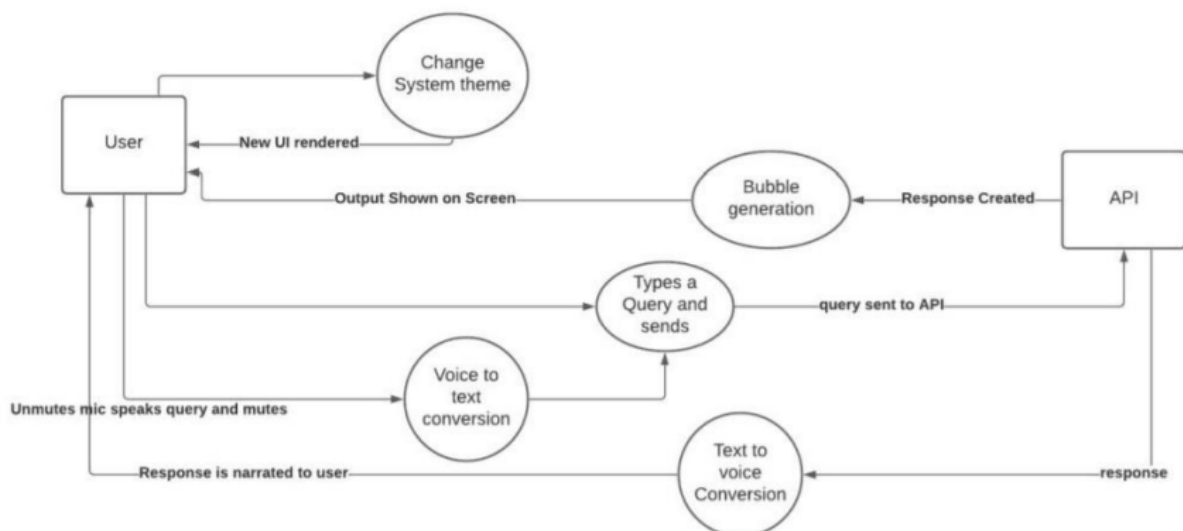 Change
System theme
User
New UI rendered
Output Shown on Screen
Bubble
generation
Response Created
API
Types a
Query and
sends
query sent to API
Voice to
text
conversion
Unmutes mic speaks query and mutes
Text to
voice
Conversion
Response is narrated to user
response